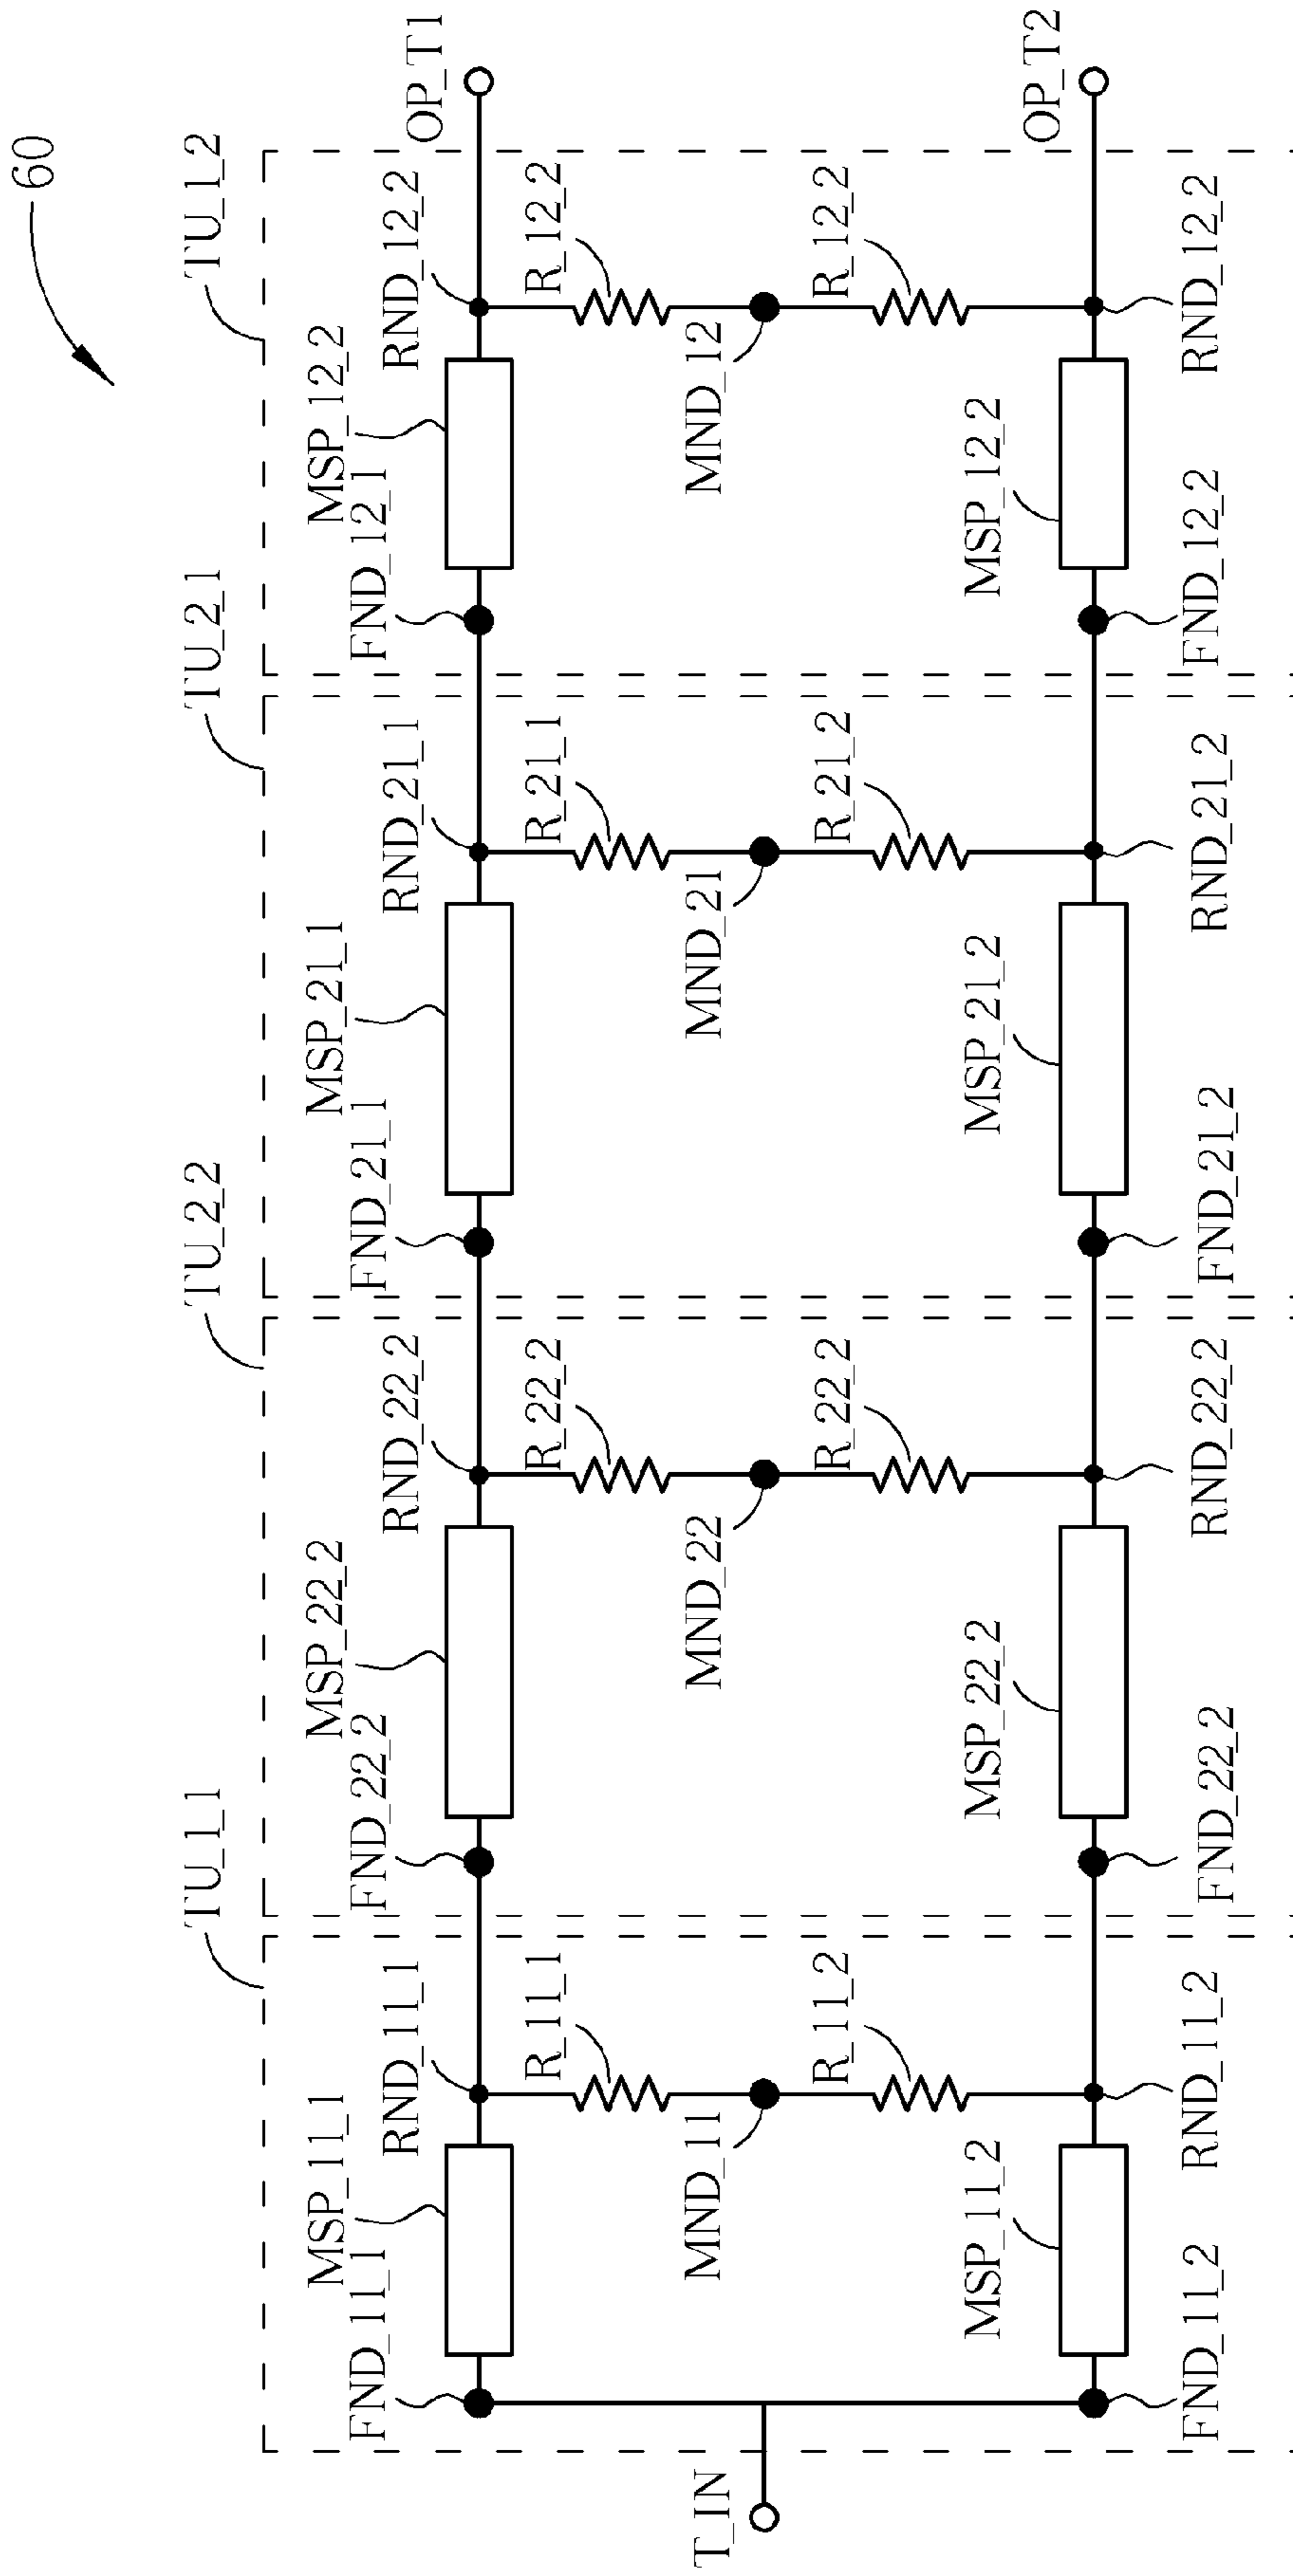 60
TU_1_1
TU_2_2
TU_2_1
TU_1_2
MSP_11_1
MSP_22_2
MSP_21_1
MSP_12_2
FND_11_1
RND_11_1
FND_22_2
RND_22_2
FND_21_1
RND_21_1
FND_12_1
RND_12_2
OP_T1
R_11_1
R_22_2
R_21_1
R_12_2
T_IN
MND_11
MND_22
MND_21
MND_12
R_11_2
R_22_2
R_21_2
R_12_2
MSP_11_2
MSP_22_2
MSP_21_2
MSP_12_2
OP_T2
FND_11_2
RND_11_2
FND_22_2
RND_22_2
FND_21_2
RND_21_2
FND_12_2
RND_12_2